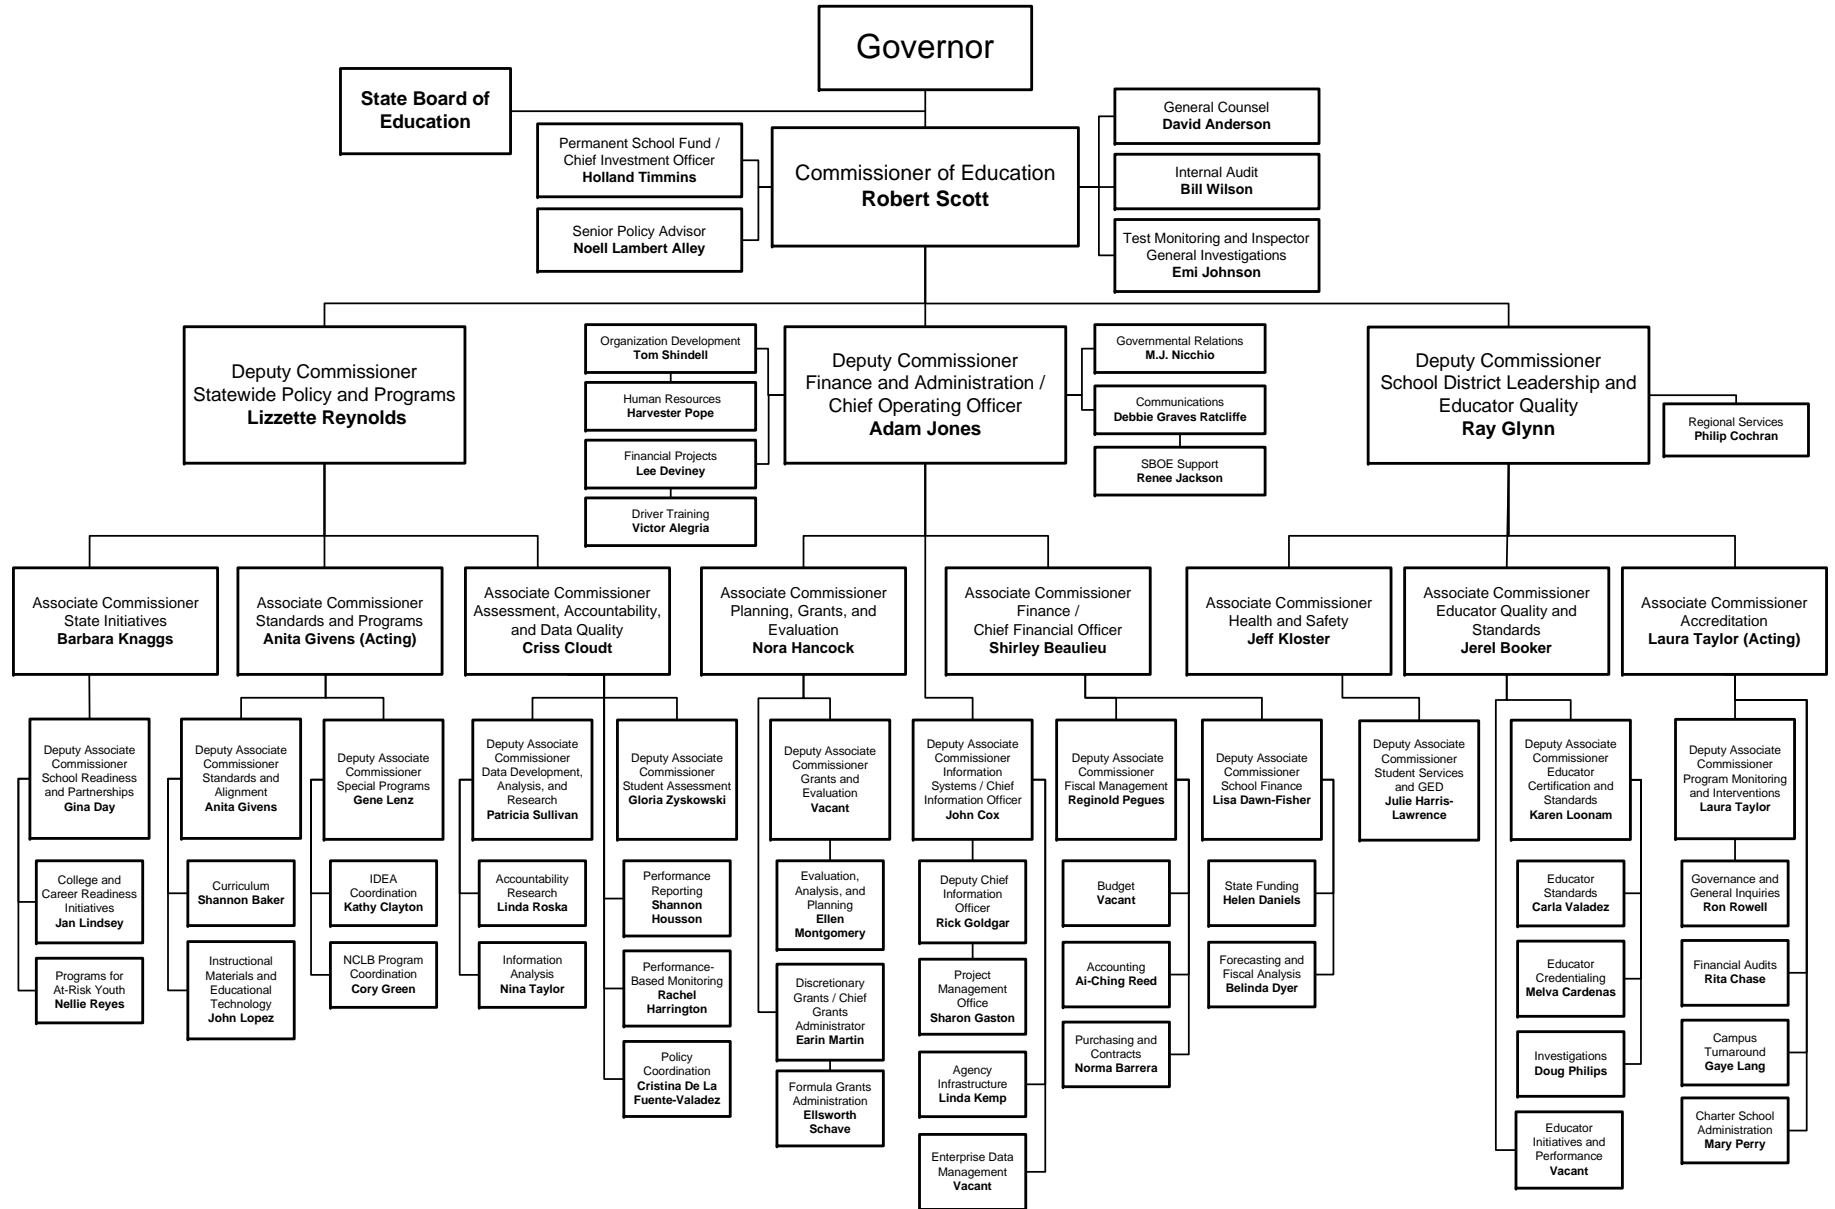 Governor
State Board of
Education
Permanent School Fund /
Chief Investment Officer
Holland Timmins
Senior Policy Advisor
Noell Lambert Alley
Commissioner of Education
Robert Scott
General Counsel
David Anderson
Internal Audit
Bill Wilson
Test Monitoring and Inspector
General Investigations
Emi Johnson
Deputy Commissioner
Statewide Policy and Programs
Lizzette Reynolds
Organization Development
Tom Shindell
Human Resources
Harvester Pope
Financial Projects
Lee Deviney
Driver Training
Victor Alegria
Deputy Commissioner
Finance and Administration /
Chief Operating Officer
Adam Jones
Governmental Relations
M.J. Nicchio
Communications
Debbie Graves Ratcliffe
SBOE Support
Renee Jackson
Deputy Commissioner
School District Leadership and
Educator Quality
Ray Glynn
Regional Services
Philip Cochran
Associate Commissioner
State Initiatives
Barbara Knaggs
Associate Commissioner
Standards and Programs
Anita Givens (Acting)
Associate Commissioner
Assessment, Accountability,
and Data Quality
Criss Cloudt
Associate Commissioner
Planning, Grants, and
Evaluation
Nora Hancock
Associate Commissioner
Finance /
Chief Financial Officer
Shirley Beaulieu
Associate Commissioner
Health and Safety
Jeff Kloster
Associate Commissioner
Educator Quality and
Standards
Jerel Booker
Associate Commissioner
Accreditation
Laura Taylor (Acting)
Deputy Associate
Commissioner
School Readiness
and Partnerships
Gina Day
Deputy Associate
Commissioner
Standards and
Alignment
Anita Givens
Deputy Associate
Commissioner
Special Programs
Gene Lenz
Deputy Associate
Commissioner
Data Development,
Analysis, and
Research
Patricia Sullivan
Deputy Associate
Commissioner
Student Assessment
Gloria Zyskowski
Deputy Associate
Commissioner
Grants and
Evaluation
Vacant
Deputy Associate
Commissioner
Information
Systems / Chief
Information Officer
John Cox
Deputy Associate
Commissioner
Fiscal Management
Reginold Pegues
Deputy Associate
Commissioner
School Finance
Lisa Dawn-Fisher
Deputy Associate
Commissioner
Student Services
and GED
Julie Harris-
Lawrence
Deputy Associate
Commissioner
Educator
Certification and
Standards
Karen Loonam
Deputy Associate
Commissioner
Program Monitoring
and Interventions
Laura Taylor
College and
Career Readiness
Initiatives
Jan Lindsey
Curriculum
Shannon Baker
IDEA
Coordination
Kathy Clayton
Accountability
Research
Linda Roska
Performance
Reporting
Shannon
Housson
Evaluation,
Analysis, and
Planning
Ellen
Montgomery
Deputy Chief
Information
Officer
Rick Goldgar
Budget
Vacant
State Funding
Helen Daniels
Educator
Standards
Carla Valadez
Governance and
General Inquiries
Ron Rowell
Programs for
At-Risk Youth
Nellie Reyes
Instructional
Materials and
Educational
Technology
John Lopez
NCLB Program
Coordination
Cory Green
Information
Analysis
Nina Taylor
Performance-
Based Monitoring
Rachel
Harrington
Discretionary
Grants / Chief
Grants
Administrator
Earin Martin
Project
Management
Office
Sharon Gaston
Accounting
Ai-Ching Reed
Forecasting and
Fiscal Analysis
Belinda Dyer
Educator
Credentialing
Melva Cardenas
Financial Audits
Rita Chase
Policy
Coordination
Cristina De La
Fuente-Valadez
Formula Grants
Administration
Ellsworth
Schave
Agency
Infrastructure
Linda Kemp
Purchasing and
Contracts
Norma Barrera
Investigations
Doug Philips
Campus
Turnaround
Gaye Lang
Enterprise Data
Management
Vacant
Educator
Initiatives and
Performance
Vacant
Charter School
Administration
Mary Perry